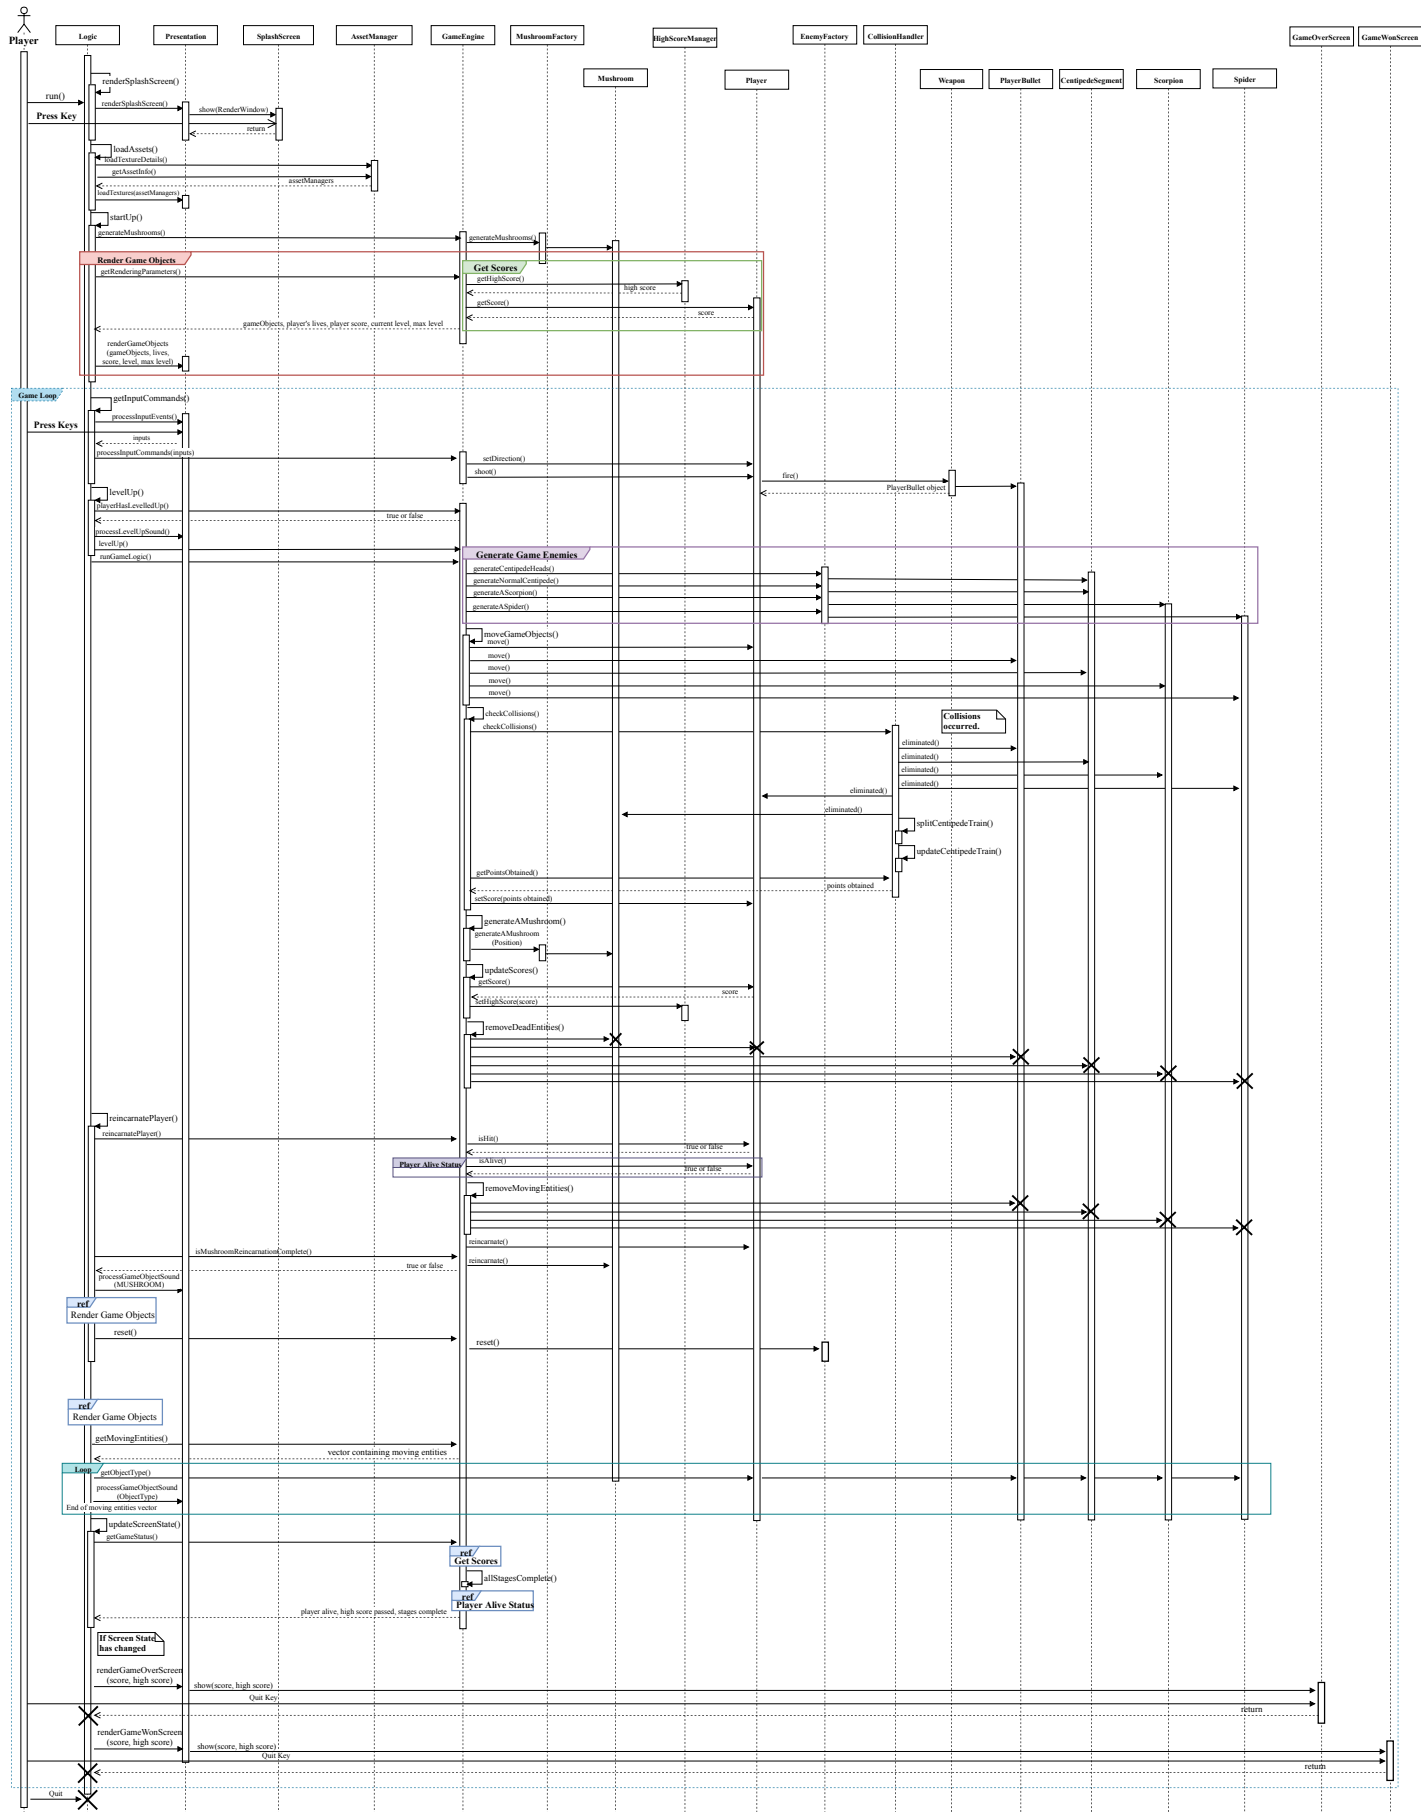 Player
Logic
Presentation
SplashScreen
AssetManager
GameEngine
MushroomFactory
HighScoreManager
EnemyFactory
CollisionHandler
GameOverScreen
GameWonScreen
Mushroom
Player
Weapon
PlayerBullet
CentipedeSegment
Scorpion
Spider
renderSplashScreen()
run()
renderSplashScreen()
show(RenderWindow)
Press Key
return
loadAssets()
loadTextureDetails()
getAssetInfo()
assetManagers
loadTextures(assetManagers)
startUp()
generateMushrooms()
generateMushrooms()
Render Game Objects
Get Scores
getRenderingParameters()
getHighScore()
high score
getScore()
score
gameObjects, player's lives, player score, current level, max level
renderGameObjects
(gameObjects, lives,
score, level, max level)
Game Loop
getInputCommands()
processInputEvents()
Press Keys
inputs
processInputCommands(inputs)
setDirection()
shoot()
fire()
PlayerBullet object
levelUp()
playerHasLevelledUp()
true or false
processLevelUpSound()
levelUp()
runGameLogic()
Generate Game Enemies
generateCentipedeHeads()
generateNormalCentipede()
generateAScorpion()
generateASpider()
moveGameObjects()
move()
move()
move()
move()
move()
checkCollisions()
checkCollisions()
Collisions
occurred.
eliminated()
eliminated()
eliminated()
eliminated()
eliminated()
eliminated()
splitCentipedeTrain()
updateCentipedeTrain()
getPointsObtained()
points obtained
setScore(points obtained)
generateAMushroom()
generateAMushroom
(Position)
updateScores()
getScore()
score
setHighScore(score)
removeDeadEntities()
reincarnatePlayer()
reincarnatePlayer()
isHit()
true or false
Player Alive Status
isAlive()
true or false
removeMovingEntities()
reincarnate()
isMushroomReincarnationComplete()
reincarnate()
true or false
processGameObjectSound
(MUSHROOM)
ref
Render Game Objects
reset()
reset()
ref
Render Game Objects
getMovingEntities()
vector containing moving entities
Loop
getObjectType()
processGameObjectSound
(ObjectType)
End of moving entities vector
updateScreenState()
getGameStatus()
ref
Get Scores
allStagesComplete()
ref
Player Alive Status
player alive, high score passed, stages complete
If Screen State
has changed
renderGameOverScreen
(score, high score)
show(score, high score)
Quit Key
return
renderGameWonScreen
(score, high score)
show(score, high score)
Quit Key
return
Quit